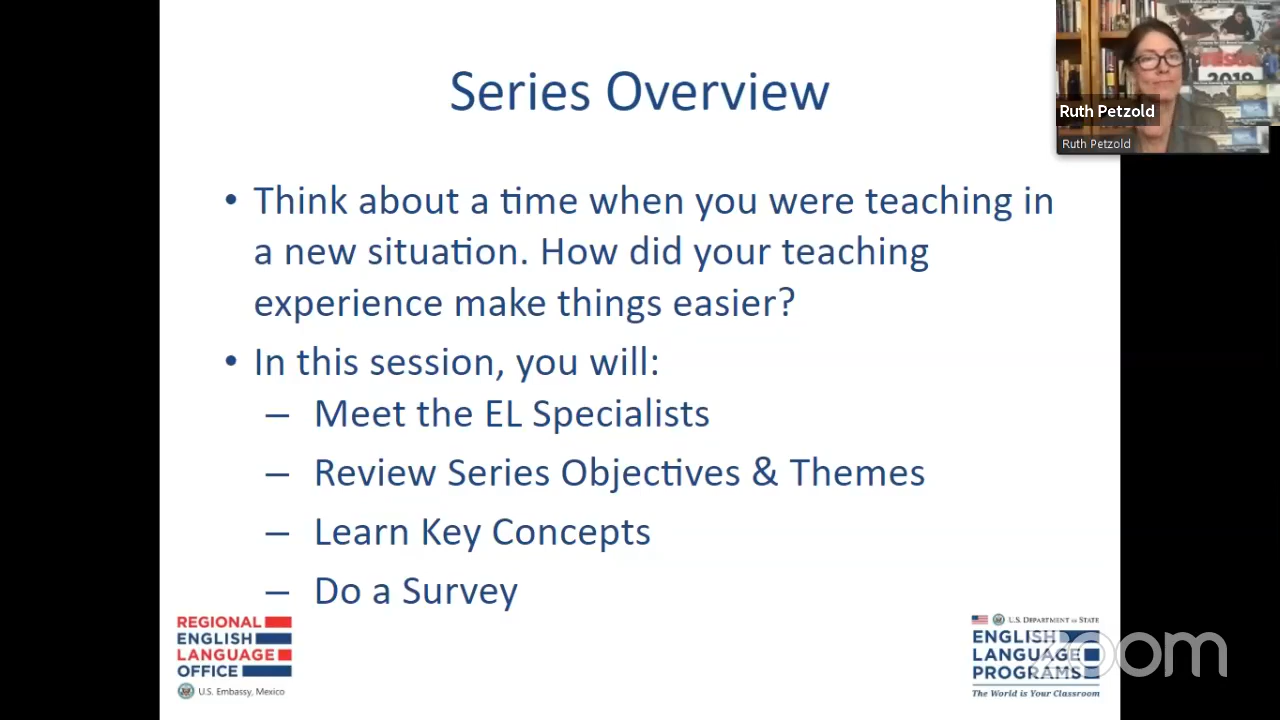 Series Overview
• Think about a time when you were teaching in
a new situation. How did your teaching
experience make things easier?
• In this session, you will:
– Meet the EL Specialists
– Review Series Objectives & Themes
– Learn Key Concepts
– Do a Survey
REGIONAL
ENGLISH
LANGUAGE
OFFICE
U.S. Embassy, Mexico
U.S. DEPARTMENT OF STATE
ENGLISH
LANGUAGE
PROGRAMS
The World is Your Classroom
zoom
2019
Ruth Petzold
Ruth Petzold